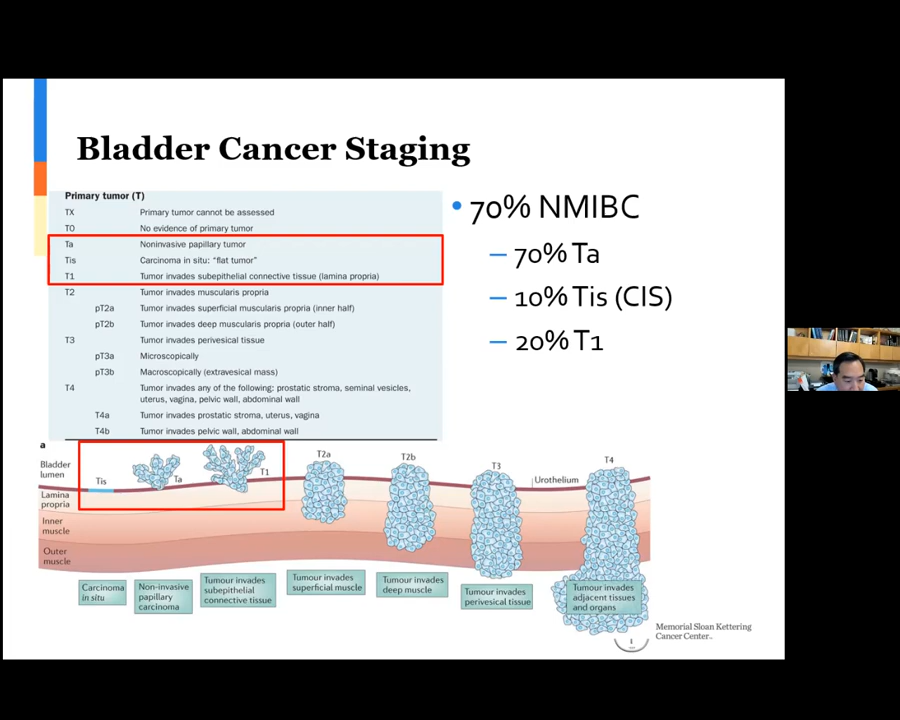 Bladder Cancer Staging
Primary tumor (T)
TX Primary tumor cannot be assessed
T0 No evidence of primary tumor
Ta Noninvasive papillary tumor
Tis Carcinoma in situ: “flat tumor”
T1 Tumor invades subepithelial connective tissue (lamina propria)
T2 Tumor invades muscularis propria
pT2a Tumor invades superficial muscularis propria (inner half)
pT2b Tumor invades deep muscularis propria (outer half)
T3 Tumor invades perivesical tissue
pT3a Microscopically
pT3b Macroscopically (extravesical mass)
T4 Tumor invades any of the following: prostatic stroma, seminal vesicles,
uterus, vagina, pelvic wall, abdominal wall
T4a Tumor invades prostatic stroma, uterus, vagina
T4b Tumor invades pelvic wall, abdominal wall
• 70% NMIBC
– 70% Ta
– 10% Tis (CIS)
– 20% T1
a
Bladder
lumen
Lamina
propria
Inner
muscle
Outer
muscle
Tis
Ta
T1
T2a
T2b
T3
Urothelium
T4
Carcinoma
in situ
Non-invasive
papillary
carcinoma
Tumour invades
subepithelial
connective tissue
Tumour invades
superficial muscle
Tumour invades
deep muscle
Tumour invades
perivesical tissue
Tumour invades
adjacent tissues
and organs
Memorial Sloan Kettering
Cancer Center